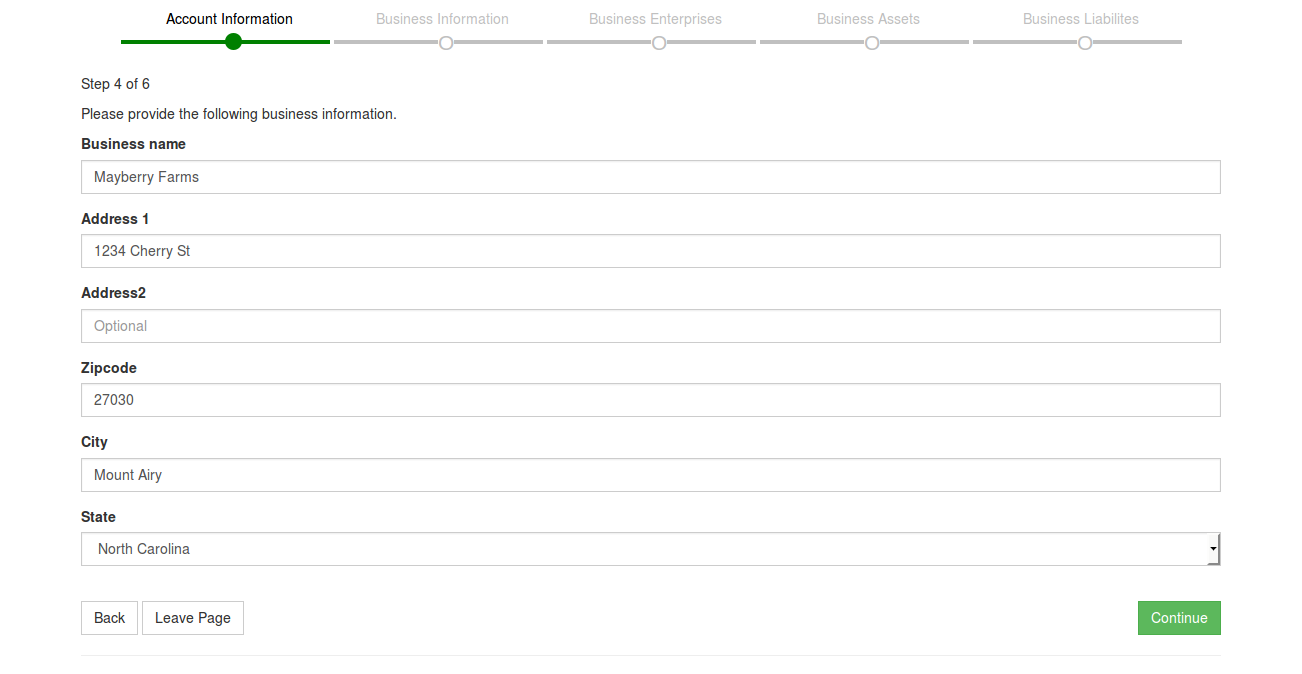 Account Information Business Information Business Enterprises Business Assets Business Liabilites
Step 4 of 6
Please provide the following business information.
Business name
Mayberry Farms
Address 1
1234 Cherry St
Address2
Optional
Zipcode
27030
City
Mount Airy
State
North Carolina
Back Leave Page Continue